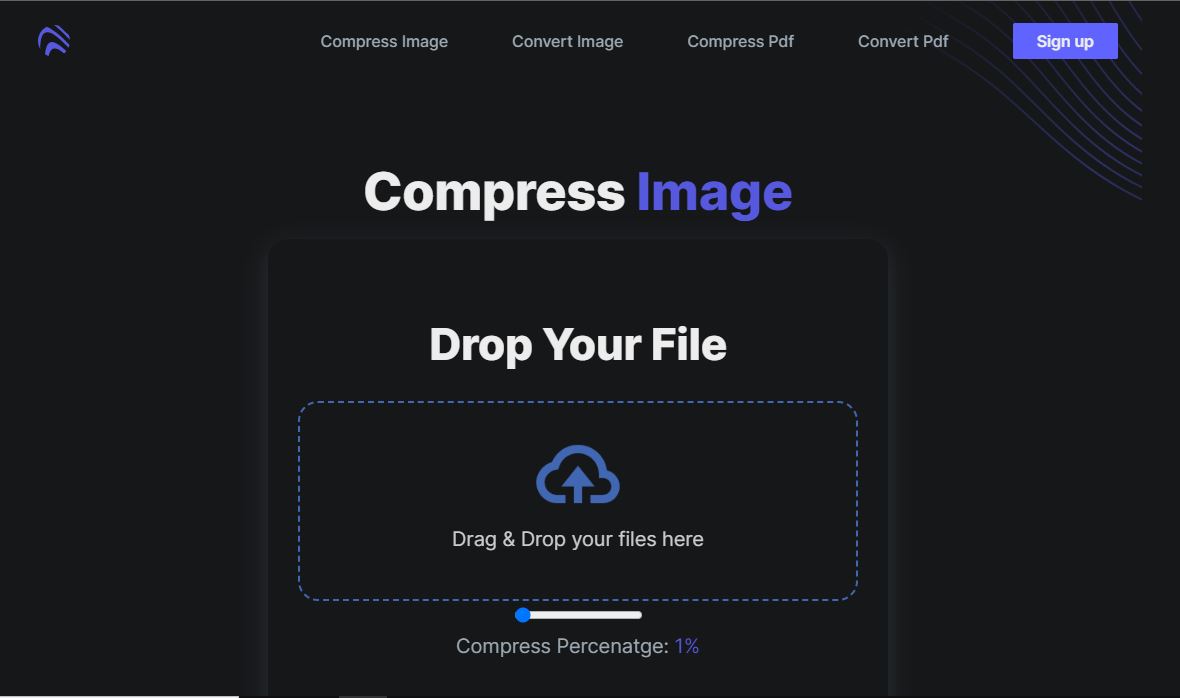 Compress Image
Convert Image
Compress Pdf
Convert Pdf
Sign up
Compress Image
Drop Your File
Drag & Drop your files here
Compress Percenatge: 1%